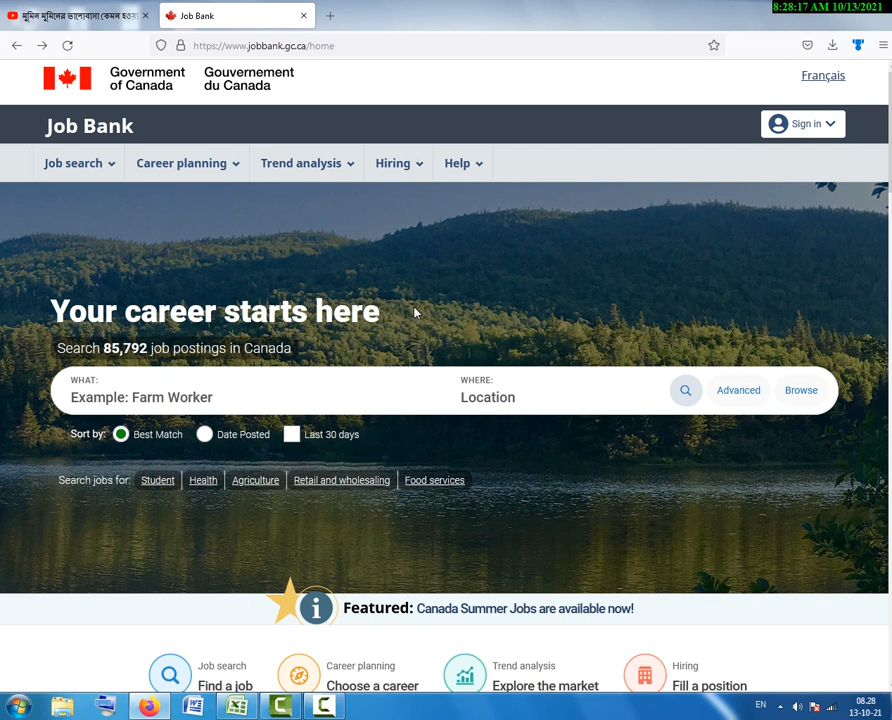 8:28:17 AM 10/13/2021
মুমিন মুমিনের ভালোবাসা কেমন হওয়া
Job Bank
https://www.jobbank.gc.ca/home
Government of Canada
Gouvernement du Canada
Français
Job Bank
Sign in
Job search
Career planning
Trend analysis
Hiring
Help
Your career starts here
Search 85,792 job postings in Canada
WHAT:
Example: Farm Worker
WHERE:
Location
Advanced
Browse
Sort by: Best Match Date Posted Last 30 days
Search jobs for: Student Health Agriculture Retail and wholesaling Food services
Featured: Canada Summer Jobs are available now!
Job search
Find a job
Career planning
Choose a career
Trend analysis
Explore the market
Hiring
Fill a position
EN
08.28
13-10-21